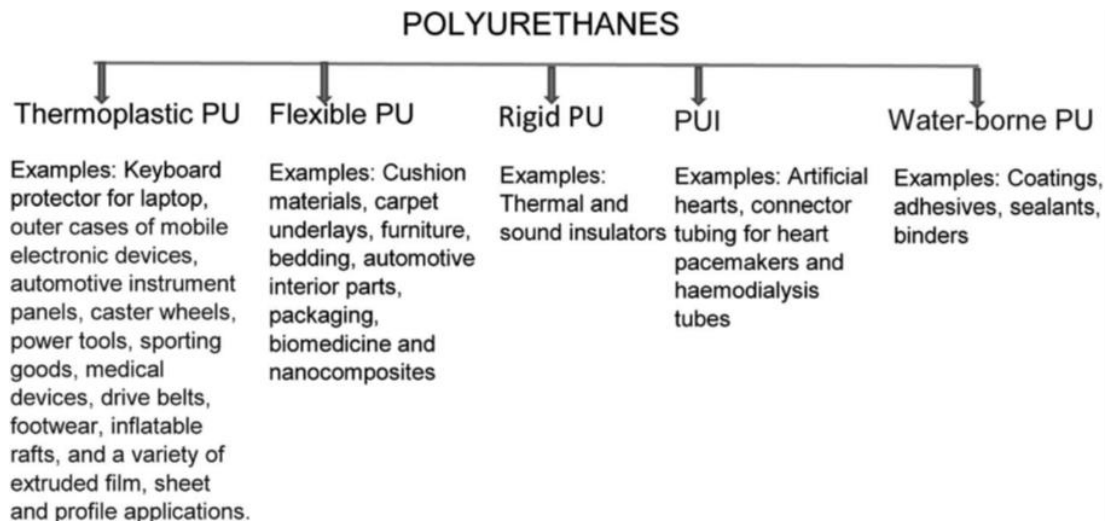 POLYURETHANES
Thermoplastic PU
Examples: Keyboard
protector for laptop,
outer cases of mobile
electronic devices,
automotive instrument
panels, caster wheels,
power tools, sporting
goods, medical
devices, drive belts,
footwear, inflatable
rafts, and a variety of
extruded film, sheet
and profile applications.
Flexible PU
Examples: Cushion
materials, carpet
underlays, furniture,
bedding, automotive
interior parts,
packaging,
biomedicine and
nanocomposites
Rigid PU
Examples:
Thermal and
sound insulators
PUI
Examples: Artificial
hearts, connector
tubing for heart
pacemakers and
haemodialysis
tubes
Water-borne PU
Examples: Coatings,
adhesives, sealants,
binders